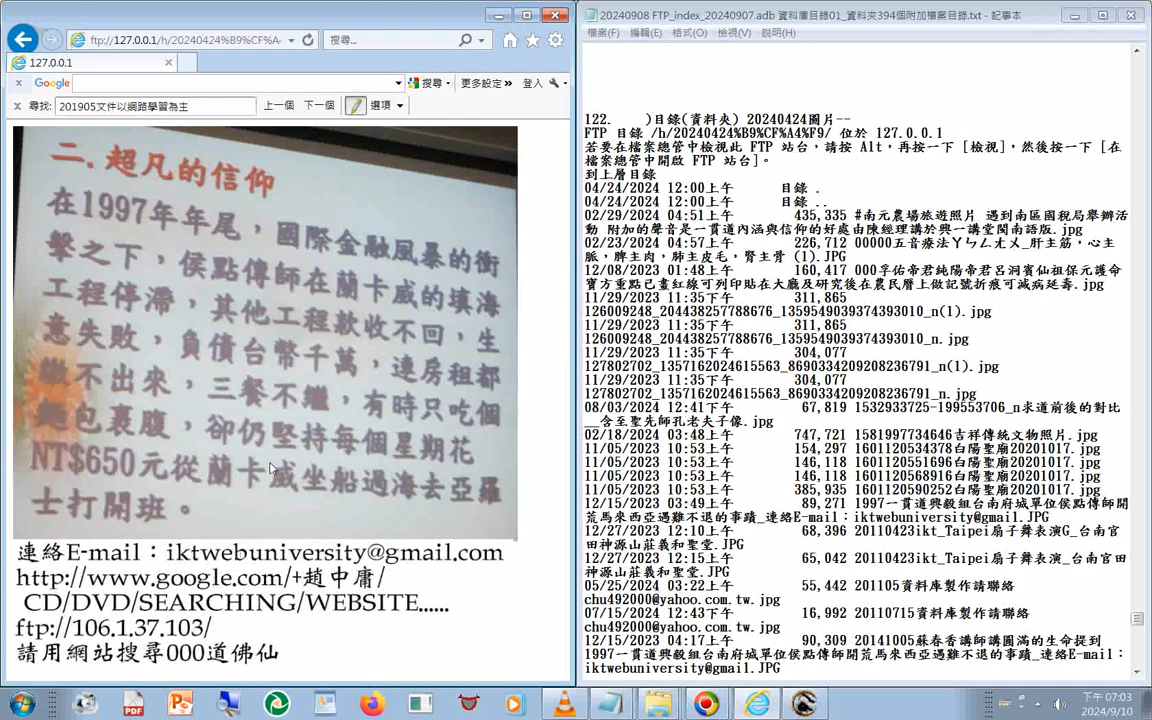 ftp://127.0.0.1/h/20240424%B9%CF%A4
搜尋...
127.0.0.1
x Google
搜尋
更多設定 »
登入
x 尋找: 201905文件以網路學習為主
上一個 下一個
選項
二. 超凡的信仰
在1997年年尾，國際金融風暴的衝
擊之下，侯點傳師在蘭卡威的填海
工程停滯，其他工程款收不回，生
意失敗，負債台幣千萬，連房租都
繳不出來，三餐不繼，有時只吃個
麵包裹腹，卻仍堅持每個星期花
NT$650元從蘭卡威坐船過海去亞羅
士打開班。
連絡E-mail：iktwebuniversity@gmail.com
http://www.google.com/+趙中庸/
CD/DVD/SEARCHING/WEBSITE......
ftp://106.1.37.103/
請用網站搜尋000道佛仙
20240908 FTP_index_20240907.adb 資料庫目錄01_資料夾394個附加檔案目錄.txt - 記事本
檔案(F) 編輯(E) 格式(O) 檢視(V) 說明(H)
122. )目錄(資料夾) 20240424圖片--
FTP 目錄 /h/20240424%B9%CF%A4%F9/ 位於 127.0.0.1
若要在檔案總管中檢視此 FTP 站台，請按 Alt，再按一下 [檢視]，然後按一下 [在
檔案總管中開啟 FTP 站台]。
到上層目錄
04/24/2024 12:00上午 目錄 .
04/24/2024 12:00上午 目錄 ..
02/29/2024 04:51上午 435,335 #南元農場旅遊照片 遇到南區國稅局舉辦活
動 附加的聲音是一貫道內涵與信仰的好處由陳經理講於興一講堂閩南語版.jpg
02/23/2024 04:57上午 226,712 00000五音療法ㄚㄣㄥㄤㄨ_肝主筋，心主
脈，脾主肉，肺主皮毛，腎主骨 (1).JPG
12/08/2023 01:48上午 160,417 000孚佑帝君純陽帝君呂洞賓仙祖保元護命
寶方重點已畫紅線可列印貼在大廳及研究後在農民曆上做記號折痕可減病延壽.jpg
11/29/2023 11:35下午 311,865
126009248_204438257788676_1359549039374393010_n(1).jpg
11/29/2023 11:35下午 311,865
126009248_204438257788676_1359549039374393010_n.jpg
11/29/2023 11:35下午 304,077
127802702_1357162024615563_8690334209208236791_n(1).jpg
11/29/2023 11:35下午 304,077
127802702_1357162024615563_8690334209208236791_n.jpg
08/03/2024 12:41下午 67,819 1532933725-199553706_n求道前後的對比
__含至聖先師孔老夫子像.jpg
02/18/2024 03:48上午 747,721 1581997734646吉祥傳統文物照片.jpg
11/05/2023 10:53上午 154,297 1601120534378白陽聖廟20201017.jpg
11/05/2023 10:53上午 146,118 1601120551696白陽聖廟20201017.jpg
11/05/2023 10:53上午 146,118 1601120568916白陽聖廟20201017.jpg
11/05/2023 10:53上午 385,935 1601120590252白陽聖廟20201017.jpg
12/15/2023 03:49上午 89,271 1997一貫道興毅組台南府城單位侯點傳師開
荒馬來西亞遇難不退的事蹟_連絡E-mail：iktwebuniversity@gmail.JPG
12/27/2023 12:10上午 68,396 20110423ikt_Taipei扇子舞表演G_台南官
田神源山莊義和聖堂.JPG
12/27/2023 12:15上午 65,042 20110423ikt_Taipei扇子舞表演_台南官田
神源山莊義和聖堂.JPG
05/25/2024 03:22上午 55,442 201105資料庫製作請聯絡
chu492000@yahoo.com.tw.jpg
07/15/2024 12:43下午 16,992 20110715資料庫製作請聯絡
chu492000@yahoo.com.tw.jpg
12/15/2023 04:17上午 90,309 20141005蘇春香講師講圓滿的生命提到
1997一貫道興毅組台南府城單位侯點傳師開荒馬來西亞遇難不退的事蹟_連絡E-mail：
iktwebuniversity@gmail.JPG
下午 07:03
2024/9/10